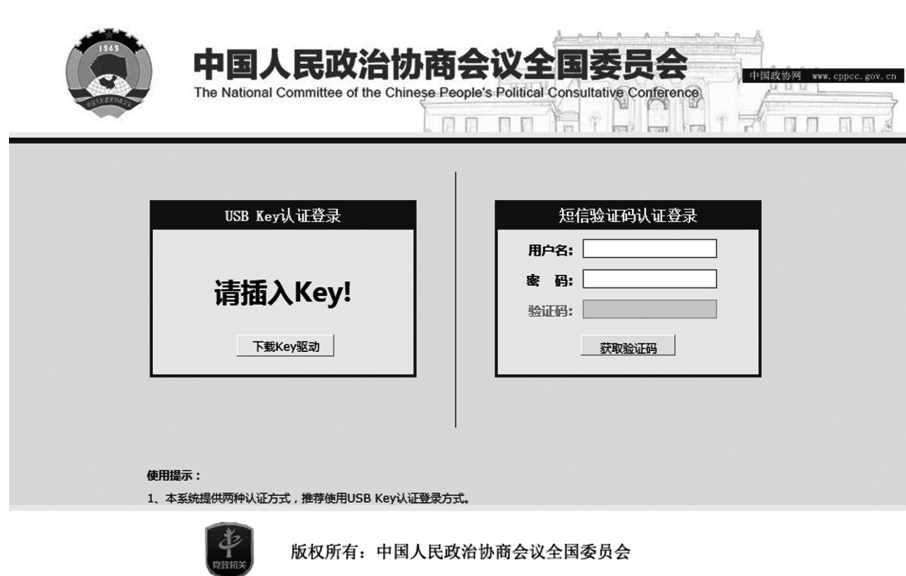 1949
中国人民政治协商会议全国委员会
The National Committee of the Chinese People's Political Consultative Conference
中国政协网 www.cppcc.gov.cn
USB Key认证登录
请插入Key!
下载Key驱动
短信验证码认证登录
用户名:
密 码:
验证码:
获取验证码
使用提示：
1、本系统提供两种认证方式，推荐使用USB Key认证登录方式。
党政机关
版权所有：中国人民政治协商会议全国委员会